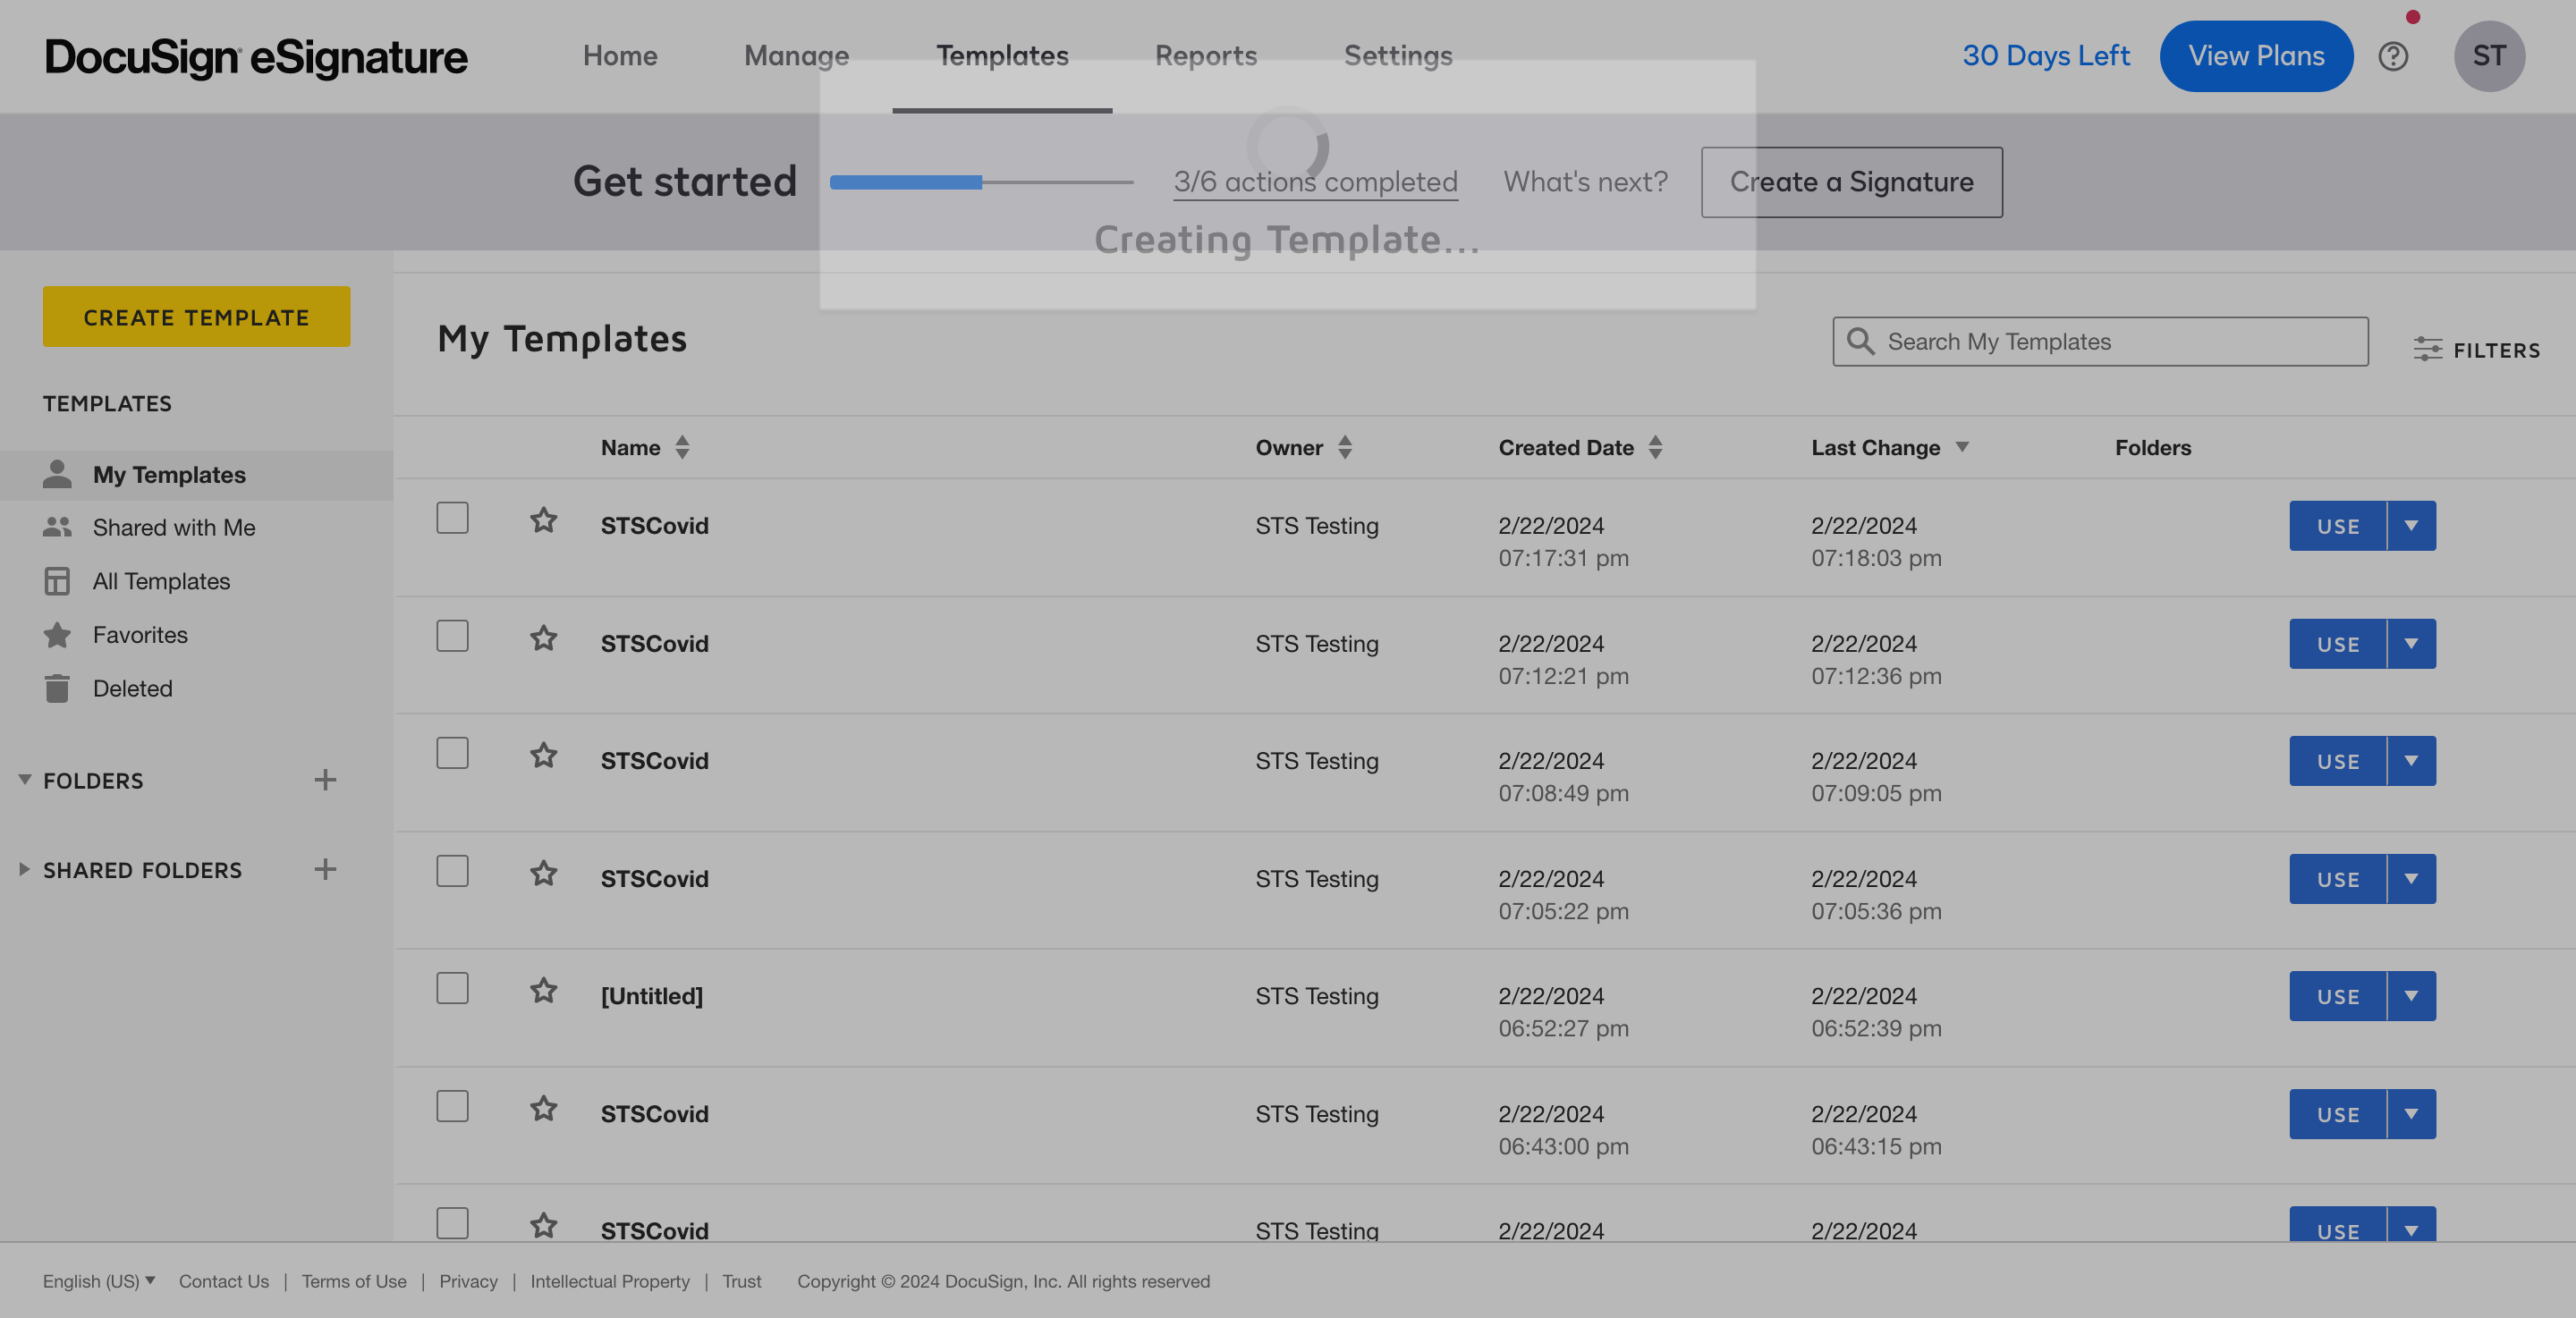 DocuSign eSignature
Home Manage Templates Reports Settings
30 Days Left View Plans ? ST
Get started 3/6 actions completed What's next? Create a Signature
Creating Template...
CREATE TEMPLATE
TEMPLATES
My Templates
Shared with Me
All Templates
Favorites
Deleted
FOLDERS
SHARED FOLDERS
My Templates
Search My Templates
FILTERS
Name Owner Created Date Last Change Folders
STSCovid STS Testing 2/22/2024 2/22/2024 USE
07:17:31 pm 07:18:03 pm
STSCovid STS Testing 2/22/2024 2/22/2024 USE
07:12:21 pm 07:12:36 pm
STSCovid STS Testing 2/22/2024 2/22/2024 USE
07:08:49 pm 07:09:05 pm
STSCovid STS Testing 2/22/2024 2/22/2024 USE
07:05:22 pm 07:05:36 pm
[Untitled] STS Testing 2/22/2024 2/22/2024 USE
06:52:27 pm 06:52:39 pm
STSCovid STS Testing 2/22/2024 2/22/2024 USE
06:43:00 pm 06:43:15 pm
STSCovid STS Testing 2/22/2024 2/22/2024 USE
English (US) Contact Us | Terms of Use | Privacy | Intellectual Property | Trust Copyright © 2024 DocuSign, Inc. All rights reserved